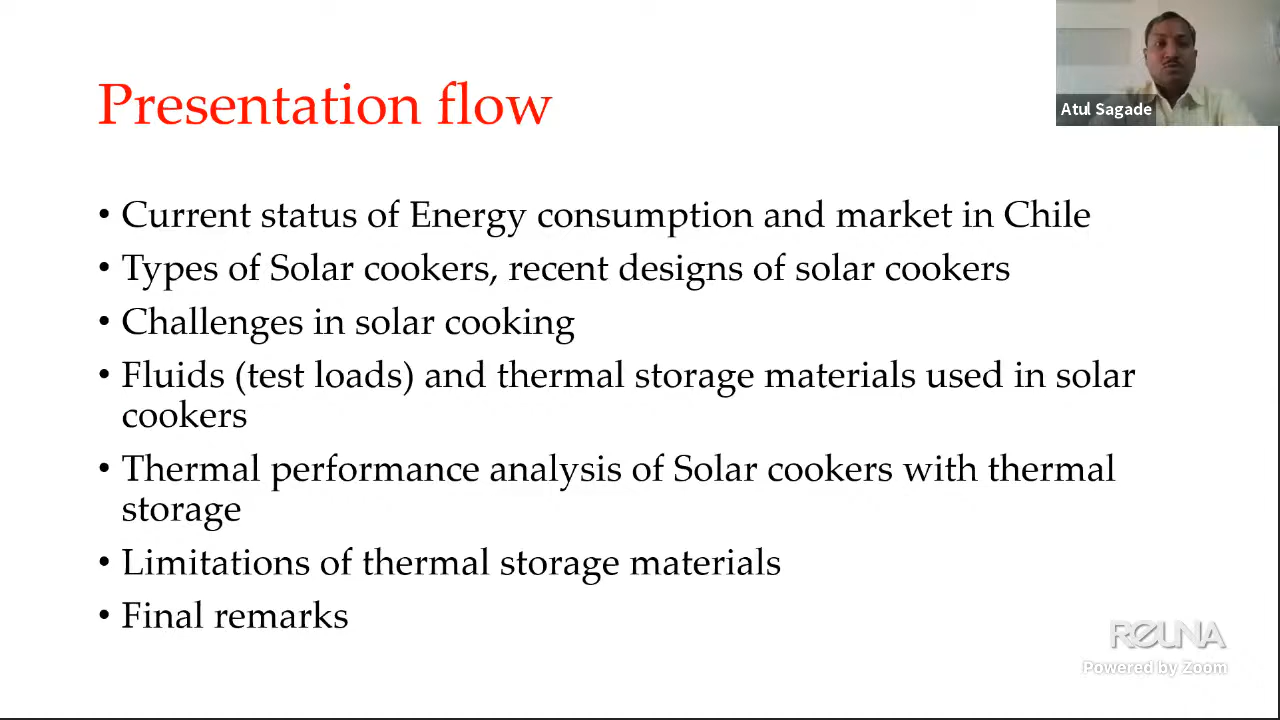 Presentation flow
Atul Sagade
• Current status of Energy consumption and market in Chile
• Types of Solar cookers, recent designs of solar cookers
• Challenges in solar cooking
• Fluids (test loads) and thermal storage materials used in solar
cookers
• Thermal performance analysis of Solar cookers with thermal
storage
• Limitations of thermal storage materials
• Final remarks
REUNA
Powered by Zoom